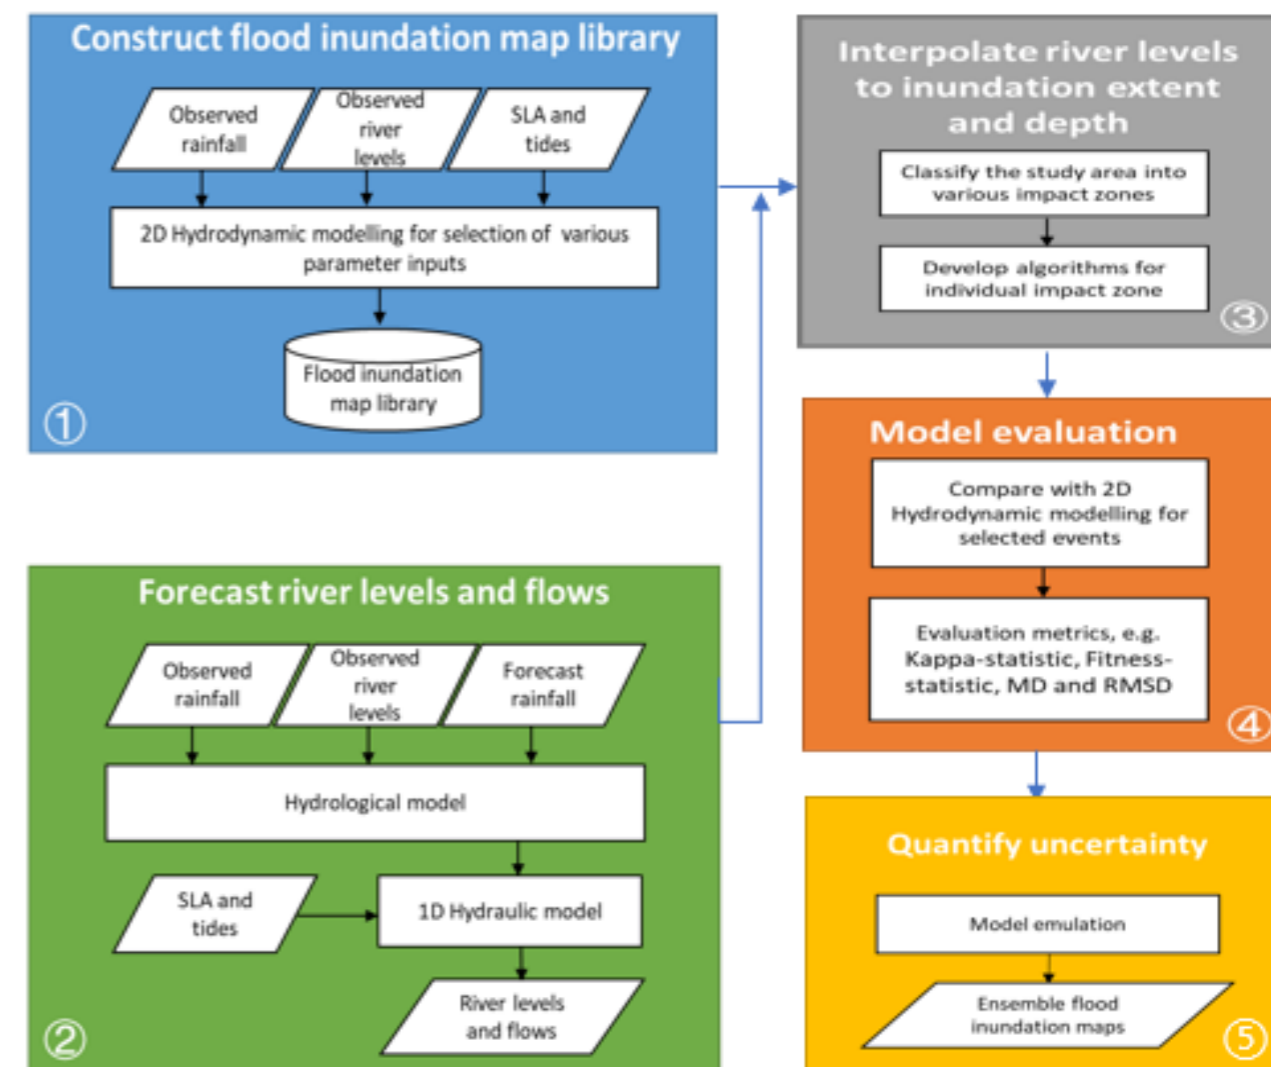 Construct flood inundation map library
Observed
rainfall
Observed
river
levels
SLA and
tides
2D Hydrodynamic modelling for selection of various
parameter inputs
Flood inundation
map library
①
Forecast river levels and flows
Observed
rainfall
Observed
river
levels
Forecast
rainfall
Hydrological model
SLA and
tides
1D Hydraulic model
River levels
and flows
②
Interpolate river levels
to inundation extent
and depth
Classify the study area into
various impact zones
Develop algorithms for
individual impact zone
③
Model evaluation
Compare with 2D
Hydrodynamic modelling for
selected events
Evaluation metrics, e.g.
Kappa-statistic, Fitness-
statistic, MD and RMSD
④
Quantify uncertainty
Model emulation
Ensemble flood
inundation maps
⑤